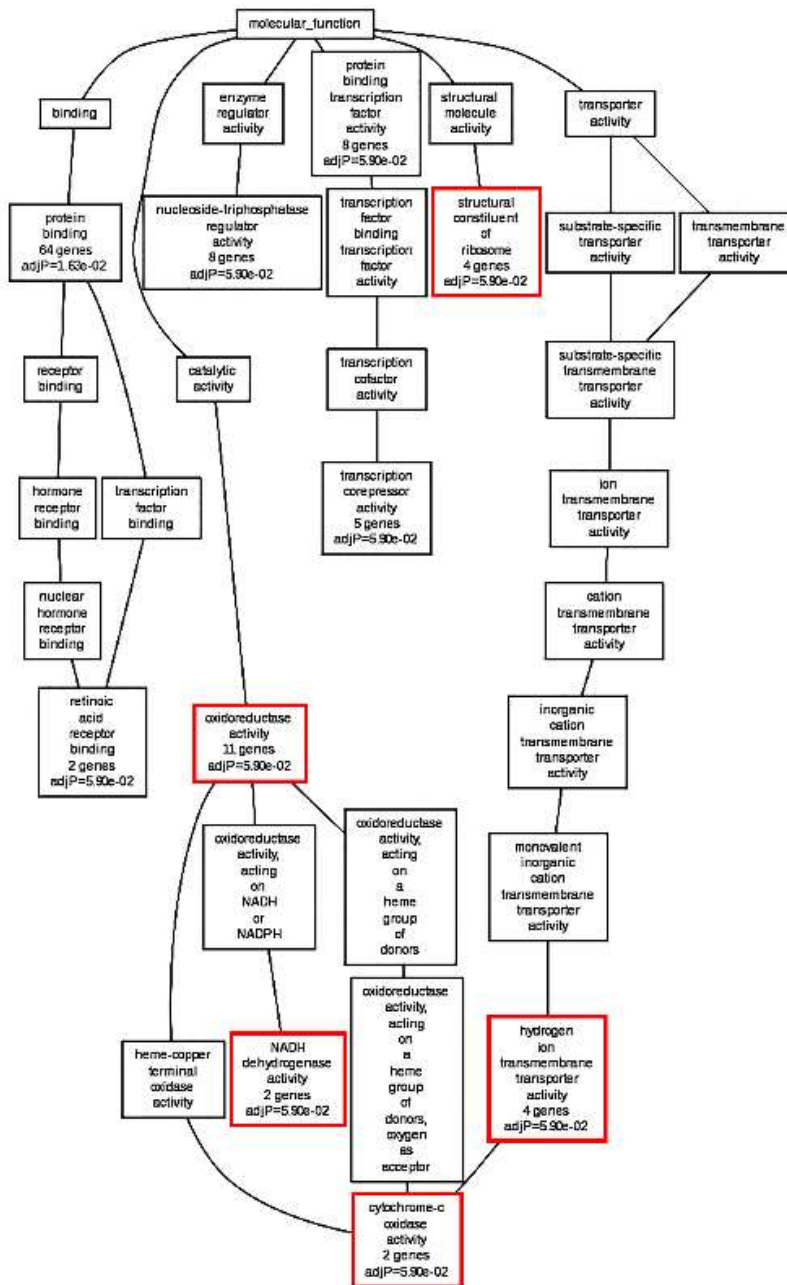 molecular_function
binding
enzyme
regulator
activity
protein
binding
transcription
factor
activity
8 genes
adjP=5.90e-02
structural
molecule
activity
transporter
activity
protein
binding
64 genes
adjP=1.63e-02
nucleoside-triphosphatase
regulator
activity
8 genes
adjP=5.90e-02
transcription
factor
binding
transcription
factor
activity
structural
constituent
of
ribosome
4 genes
adjP=5.90e-02
substrate-specific
transporter
activity
transmembrane
transporter
activity
receptor
binding
catalytic
activity
transcription
cofactor
activity
substrate-specific
transmembrane
transporter
activity
hormone
receptor
binding
transcription
factor
binding
transcription
corepressor
activity
5 genes
adjP=5.90e-02
ion
transmembrane
transporter
activity
nuclear
hormone
receptor
binding
cation
transmembrane
transporter
activity
retinoic
acid
receptor
binding
2 genes
adjP=5.90e-02
oxidoreductase
activity
11 genes
adjP=5.90e-02
inorganic
cation
transmembrane
transporter
activity
oxidoreductase
activity,
acting
on
NADH
or
NADPH
oxidoreductase
activity,
acting
on
a
heme
group
of
donors
monovalent
inorganic
cation
transmembrane
transporter
activity
heme-copper
terminal
oxidase
activity
NADH
dehydrogenase
activity
2 genes
adjP=5.90e-02
oxidoreductase
activity,
acting
on
a
heme
group
of
donors,
oxygen
as
acceptor
hydrogen
ion
transmembrane
transporter
activity
4 genes
adjP=5.90e-02
cytochrome-c
oxidase
activity
2 genes
adjP=5.90e-02